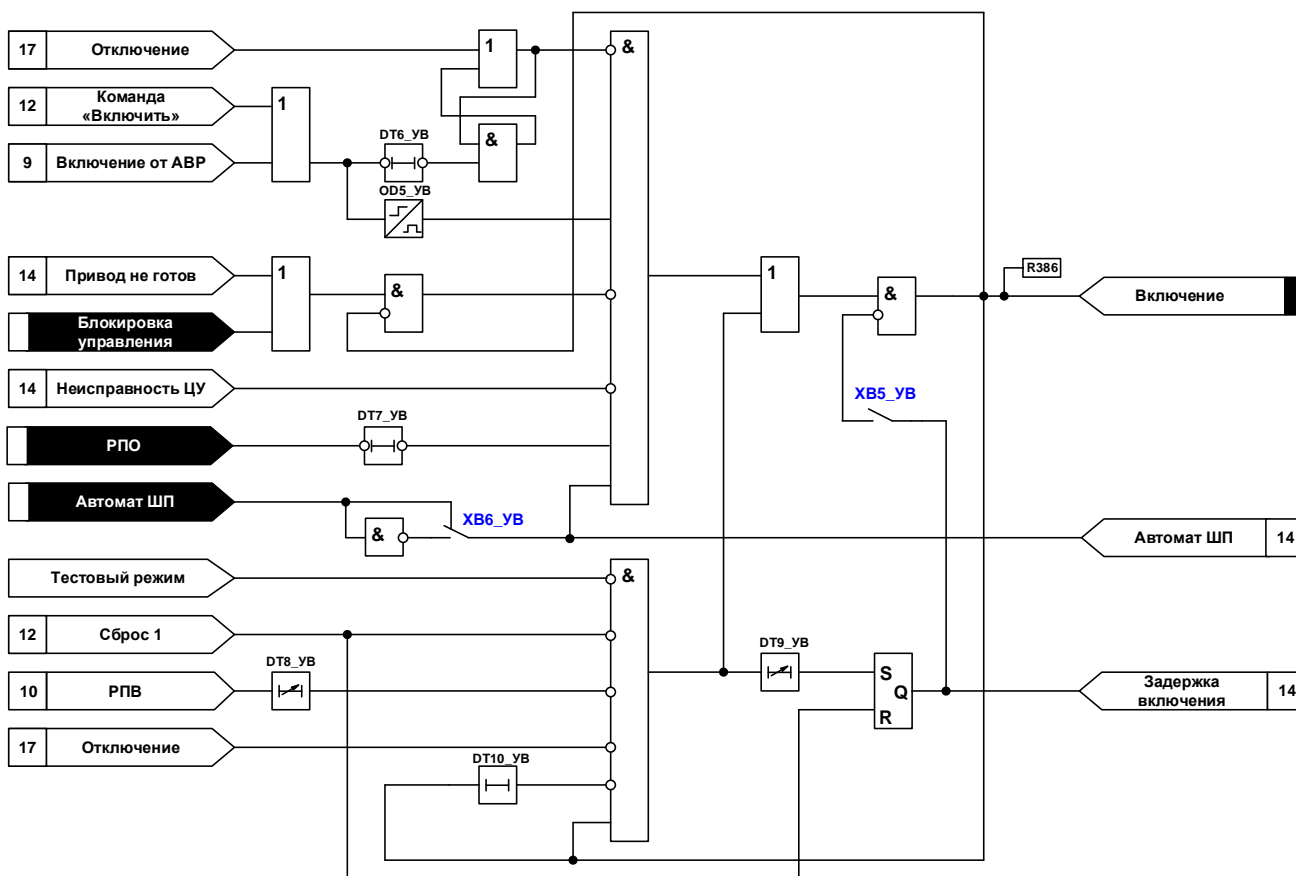 17 Отключение
1
&
12 Команда
«Включить»
1
9 Включение от АВР
DT6_УВ
&
OD5_УВ
14 Привод не готов
1
&
Блокировка
управления
1
&
R386
Включение
14 Неисправность ЦУ
XB5_УВ
РПО
DT7_УВ
Автомат ШП
&
XB6_УВ
Автомат ШП 14
Тестовый режим
&
12 Сброс 1
DT8_УВ
10 РПВ
DT9_УВ
S
Q
R
Задержка
включения 14
17 Отключение
DT10_УВ